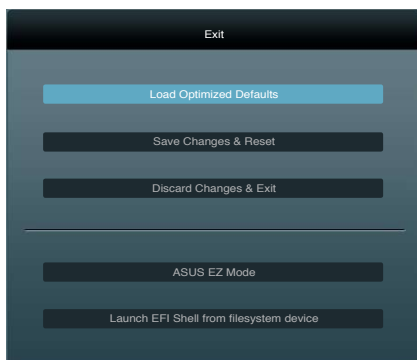 Exit
Load Optimized Defaults
Save Changes & Reset
Discard Changes & Exit
ASUS EZ Mode
Launch EFI Shell from filesystem device